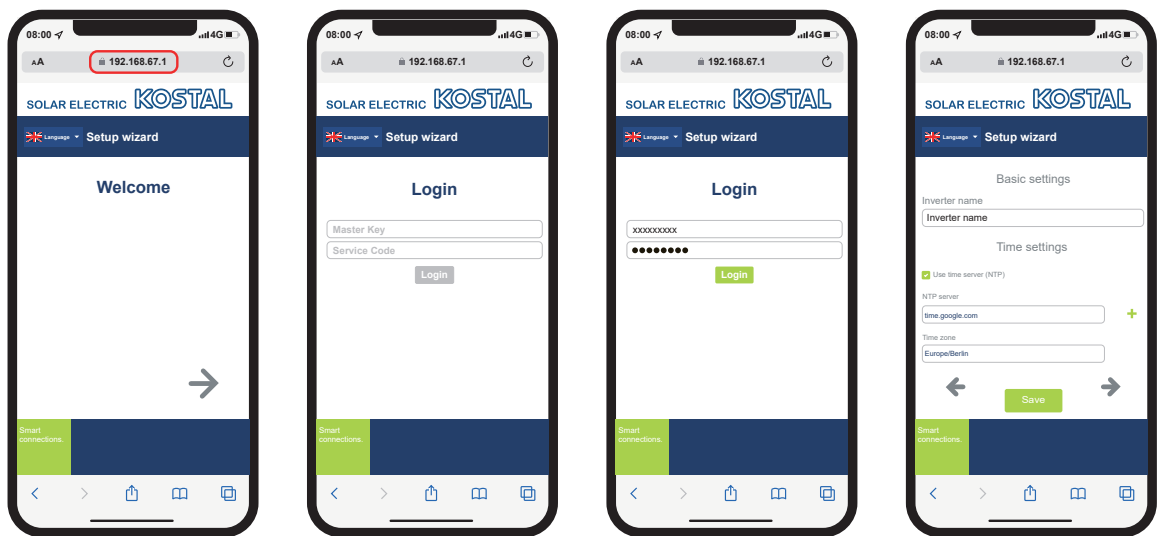 08:00
4G
AA 192.168.67.1
SOLAR ELECTRIC KOSTAL
Language Setup wizard
Welcome
Smart
connections.
08:00
4G
AA 192.168.67.1
SOLAR ELECTRIC KOSTAL
Language Setup wizard
Login
Master Key
Service Code
Login
Smart
connections.
08:00
4G
AA 192.168.67.1
SOLAR ELECTRIC KOSTAL
Language Setup wizard
Login
xxxxxxxxx
●●●●●●●●
Login
Smart
connections.
08:00
4G
AA 192.168.67.1
SOLAR ELECTRIC KOSTAL
Language Setup wizard
Basic settings
Inverter name
Inverter name
Time settings
Use time server (NTP)
NTP server
time.google.com
+
Time zone
Europe/Berlin
Save
Smart
connections.